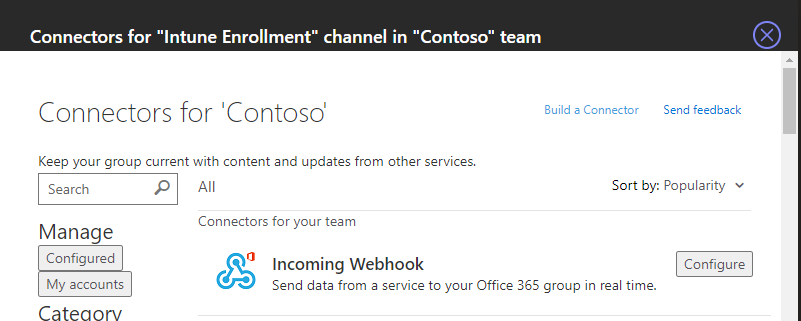 Connectors for "Intune Enrollment" channel in "Contoso" team
Connectors for 'Contoso'
Build a Connector
Send feedback
Keep your group current with content and updates from other services.
Search
All
Sort by: Popularity
Manage
Connectors for your team
Configured
Incoming Webhook
Configure
My accounts
Send data from a service to your Office 365 group in real time.
Category